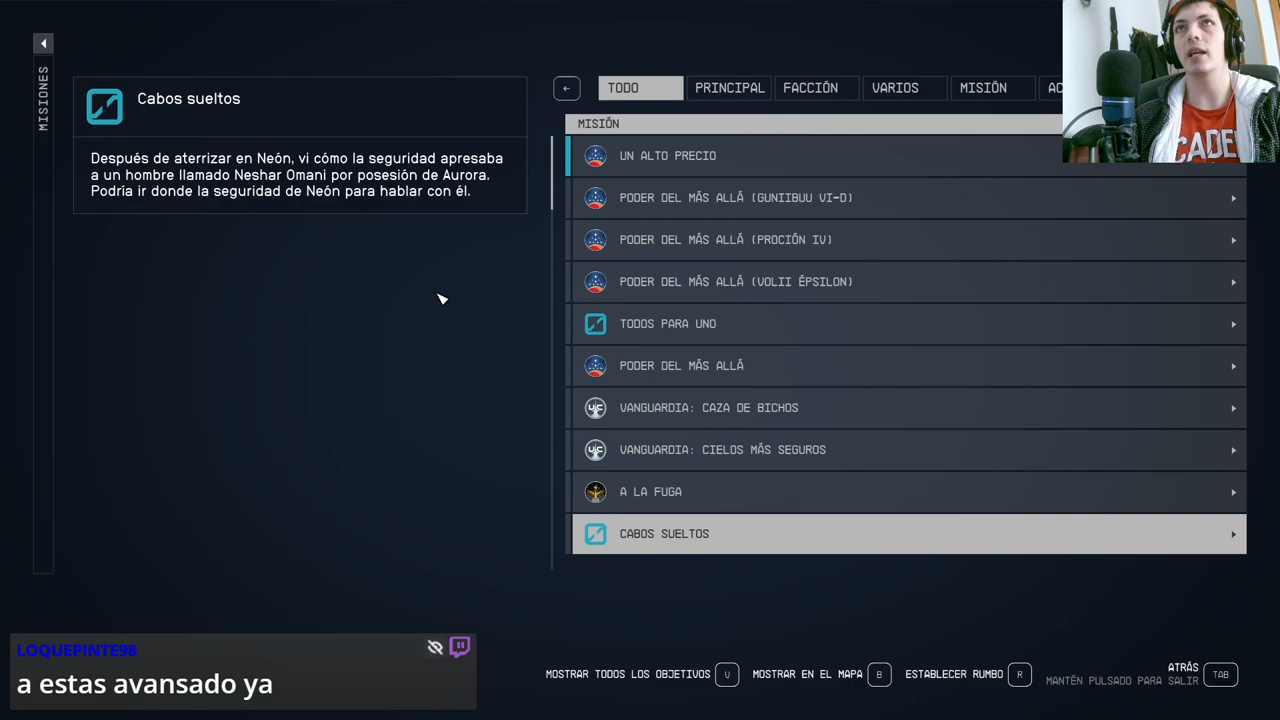 MISIONES
Cabos sueltos
Después de aterrizar en Neón, vi cómo la seguridad apresaba
a un hombre llamado Neshar Omani por posesión de Aurora.
Podría ir donde la seguridad de Neón para hablar con él.
TODO PRINCIPAL FACCIÓN VARIOS MISIÓN AC
MISIÓN
UN ALTO PRECIO
PODER DEL MÁS ALLÁ (GUNIIBUU VI-D)
PODER DEL MÁS ALLÁ (PROCIÓN IV)
PODER DEL MÁS ALLÁ (VOLII ÉPSILON)
TODOS PARA UNO
PODER DEL MÁS ALLÁ
UC VANGUARDIA: CAZA DE BICHOS
UC VANGUARDIA: CIELOS MÁS SEGUROS
A LA FUGA
CABOS SUELTOS
CADE
LOQUEPINTE98
a estas avansado ya
MOSTRAR TODOS LOS OBJETIVOS V MOSTRAR EN EL MAPA B ESTABLECER RUMBO R
ATRÁS
MANTÉN PULSADO PARA SALIR TAB